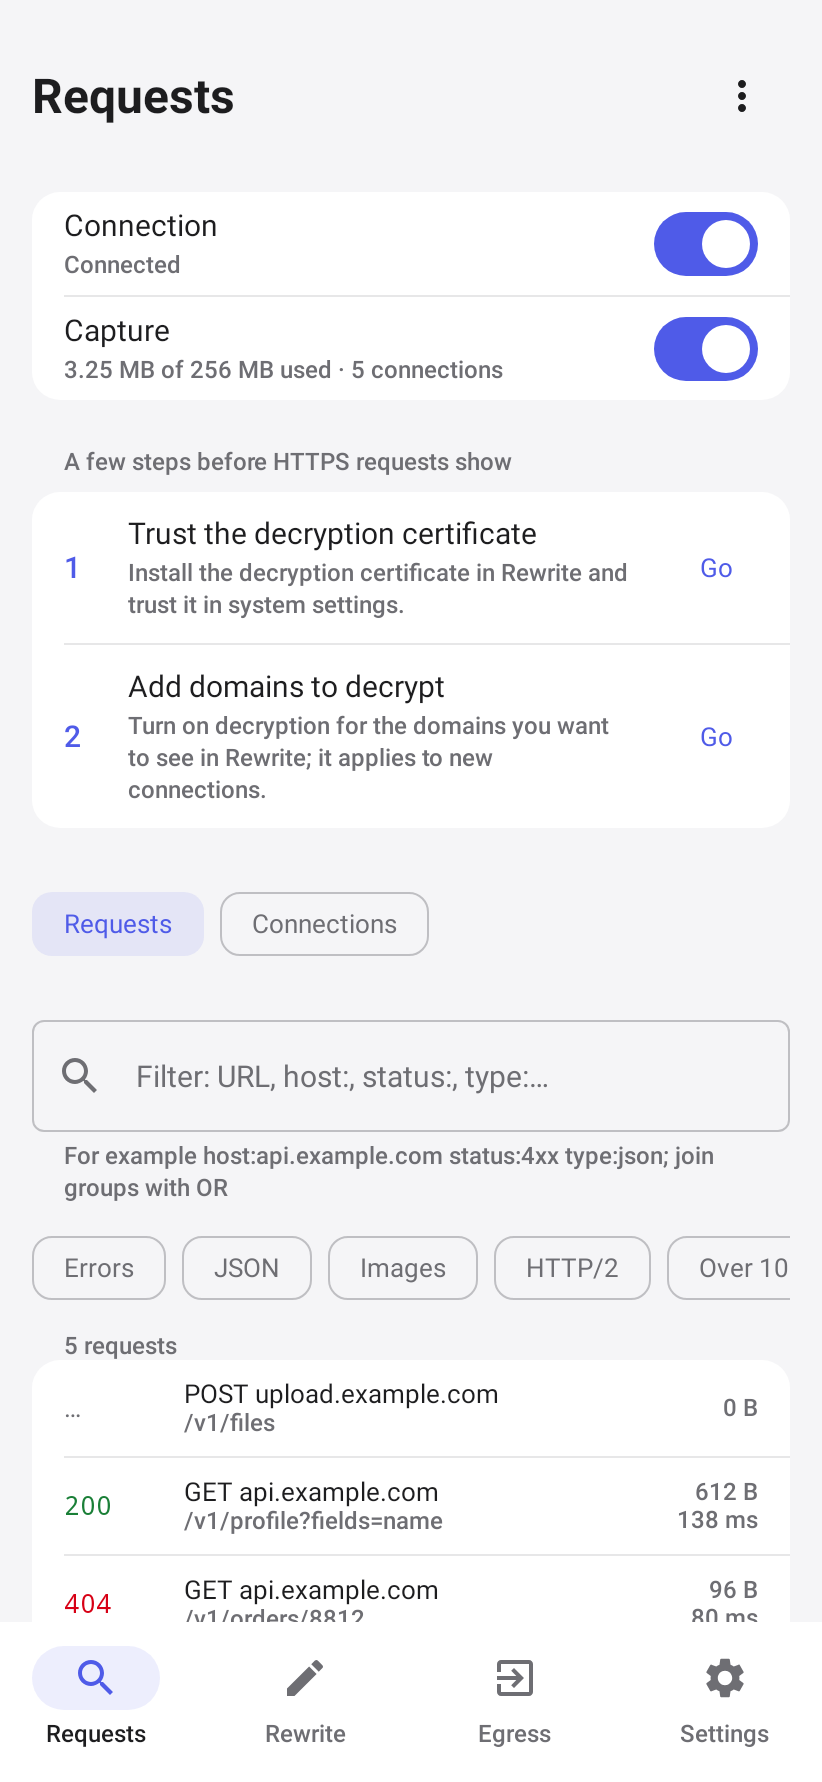 Requests
Connection
Connected
Capture
3.25 MB of 256 MB used · 5 connections
A few steps before HTTPS requests show
1
Trust the decryption certificate
Install the decryption certificate in Rewrite and
trust it in system settings.
Go
2
Add domains to decrypt
Turn on decryption for the domains you want
to see in Rewrite; it applies to new
connections.
Go
Requests
Connections
Filter: URL, host:, status:, type:...
For example host:api.example.com status:4xx type:json; join
groups with OR
Errors
JSON
Images
HTTP/2
Over 10
5 requests
...
POST upload.example.com
/v1/files
0 B
200
GET api.example.com
/v1/profile?fields=name
612 B
138 ms
404
GET api.example.com
/v1/orders/8812
96 B
80 ms
Requests
Rewrite
Egress
Settings